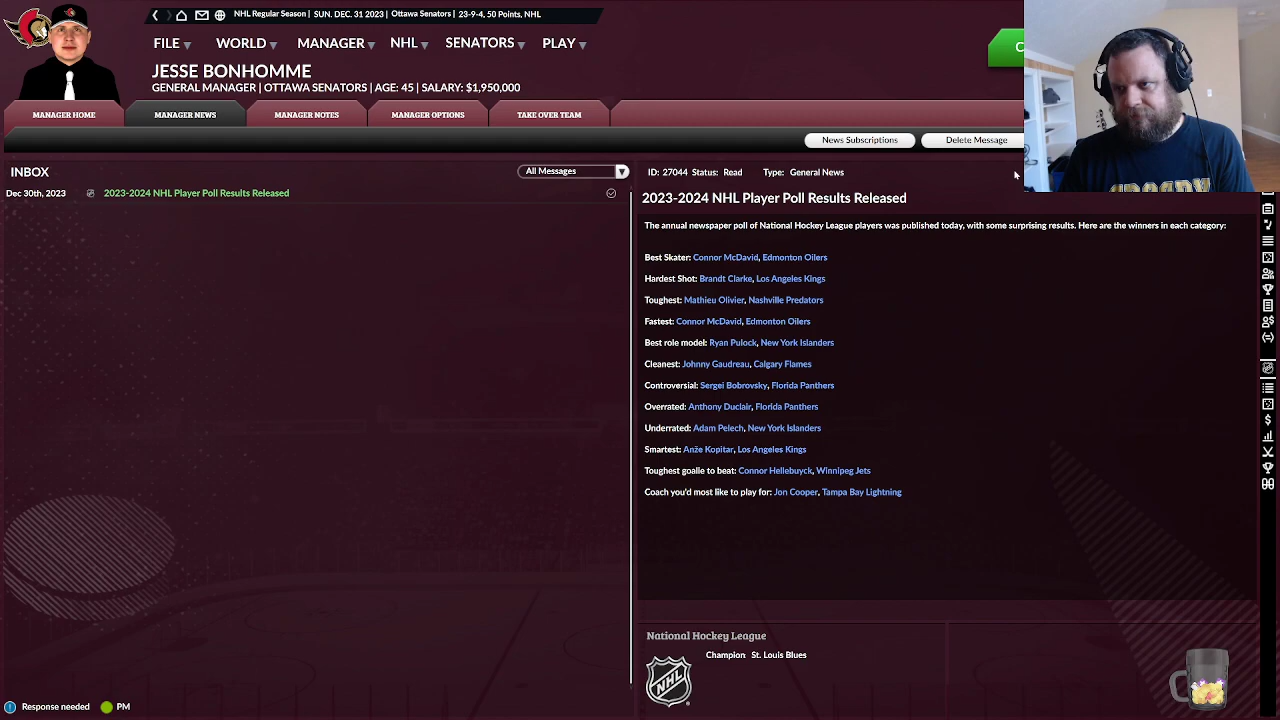 NHL Regular Season | SUN. DEC. 31 2023 | Ottawa Senators | 23-9-4, 50 Points, NHL
FILE WORLD MANAGER NHL SENATORS PLAY
JESSE BONHOMME
GENERAL MANAGER | OTTAWA SENATORS | AGE: 45 | SALARY: $1,950,000
MANAGER HOME MANAGER NEWS MANAGER NOTES MANAGER OPTIONS TAKE OVER TEAM
News Subscriptions Delete Message
INBOX All Messages
Dec 30th, 2023 2023-2024 NHL Player Poll Results Released
ID: 27044 Status: Read Type: General News
2023-2024 NHL Player Poll Results Released
The annual newspaper poll of National Hockey League players was published today, with some surprising results. Here are the winners in each category:
Best Skater: Connor McDavid, Edmonton Oilers
Hardest Shot: Brandt Clarke, Los Angeles Kings
Toughest: Mathieu Olivier, Nashville Predators
Fastest: Connor McDavid, Edmonton Oilers
Best role model: Ryan Pulock, New York Islanders
Cleanest: Johnny Gaudreau, Calgary Flames
Controversial: Sergei Bobrovsky, Florida Panthers
Overrated: Anthony Duclair, Florida Panthers
Underrated: Adam Pelech, New York Islanders
Smartest: Anže Kopitar, Los Angeles Kings
Toughest goalie to beat: Connor Hellebuyck, Winnipeg Jets
Coach you'd most like to play for: Jon Cooper, Tampa Bay Lightning
National Hockey League
Champion: St. Louis Blues
NHL
Response needed PM